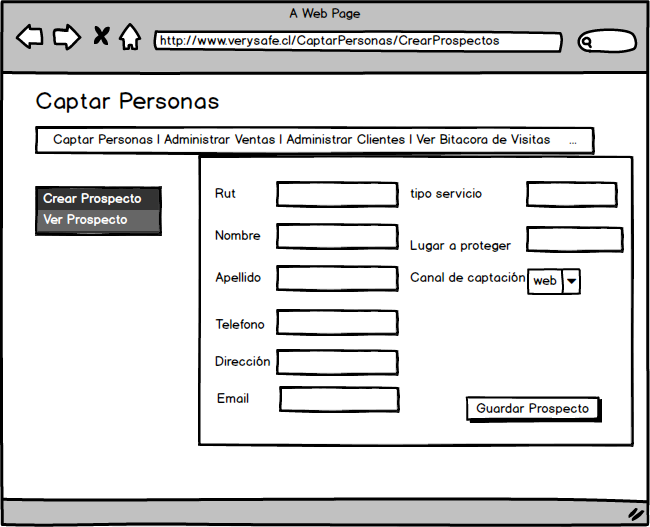 A Web Page
http://www.verysafe.cl/CaptarPersonas/CrearProspectos
Captar Personas
Captar Personas | Administrar Ventas | Administrar Clientes | Ver Bitacora de Visitas ...
Crear Prospecto
Ver Prospecto
Rut
Nombre
Apellido
Telefono
Dirección
Email
tipo servicio
Lugar a proteger
Canal de captación web
Guardar Prospecto